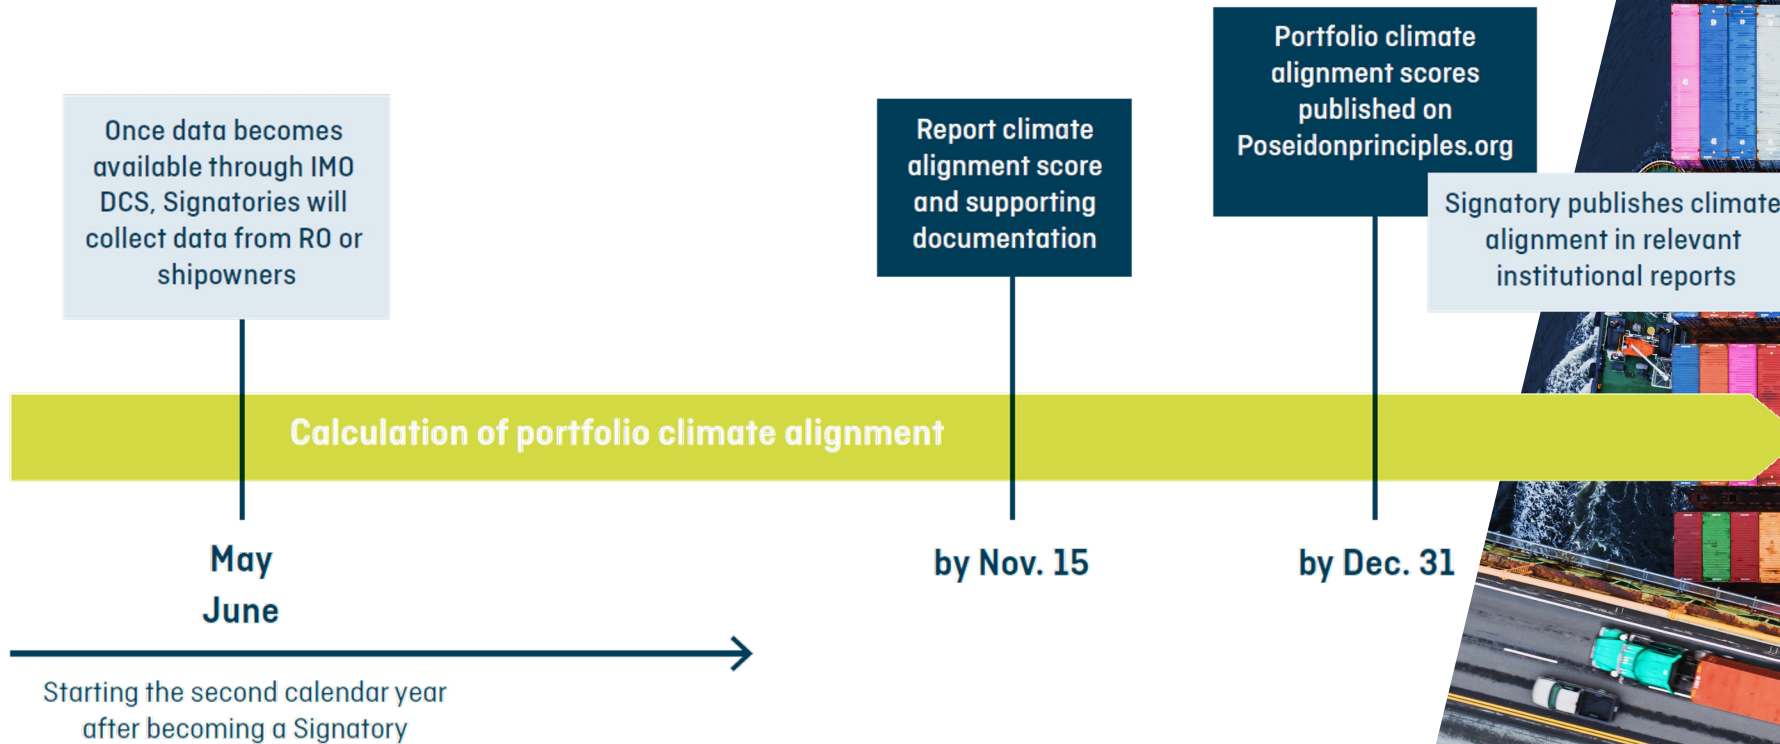 Once data becomes
available through IMO
DCS, Signatories will
collect data from RO or
shipowners
Report climate
alignment score
and supporting
documentation
Portfolio climate
alignment scores
published on
Poseidonprinciples.org
Signatory publishes climate
alignment in relevant
institutional reports
Calculation of portfolio climate alignment
May
June
by Nov. 15
by Dec. 31
Starting the second calendar year
after becoming a Signatory